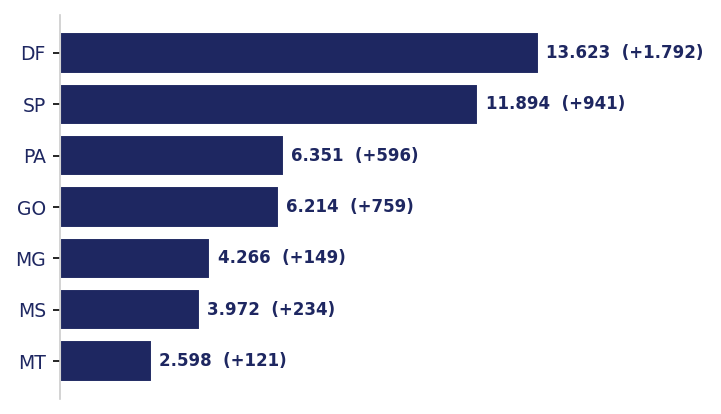 DF 13.623 (+1.792)
SP 11.894 (+941)
PA 6.351 (+596)
GO 6.214 (+759)
MG 4.266 (+149)
MS 3.972 (+234)
MT 2.598 (+121)